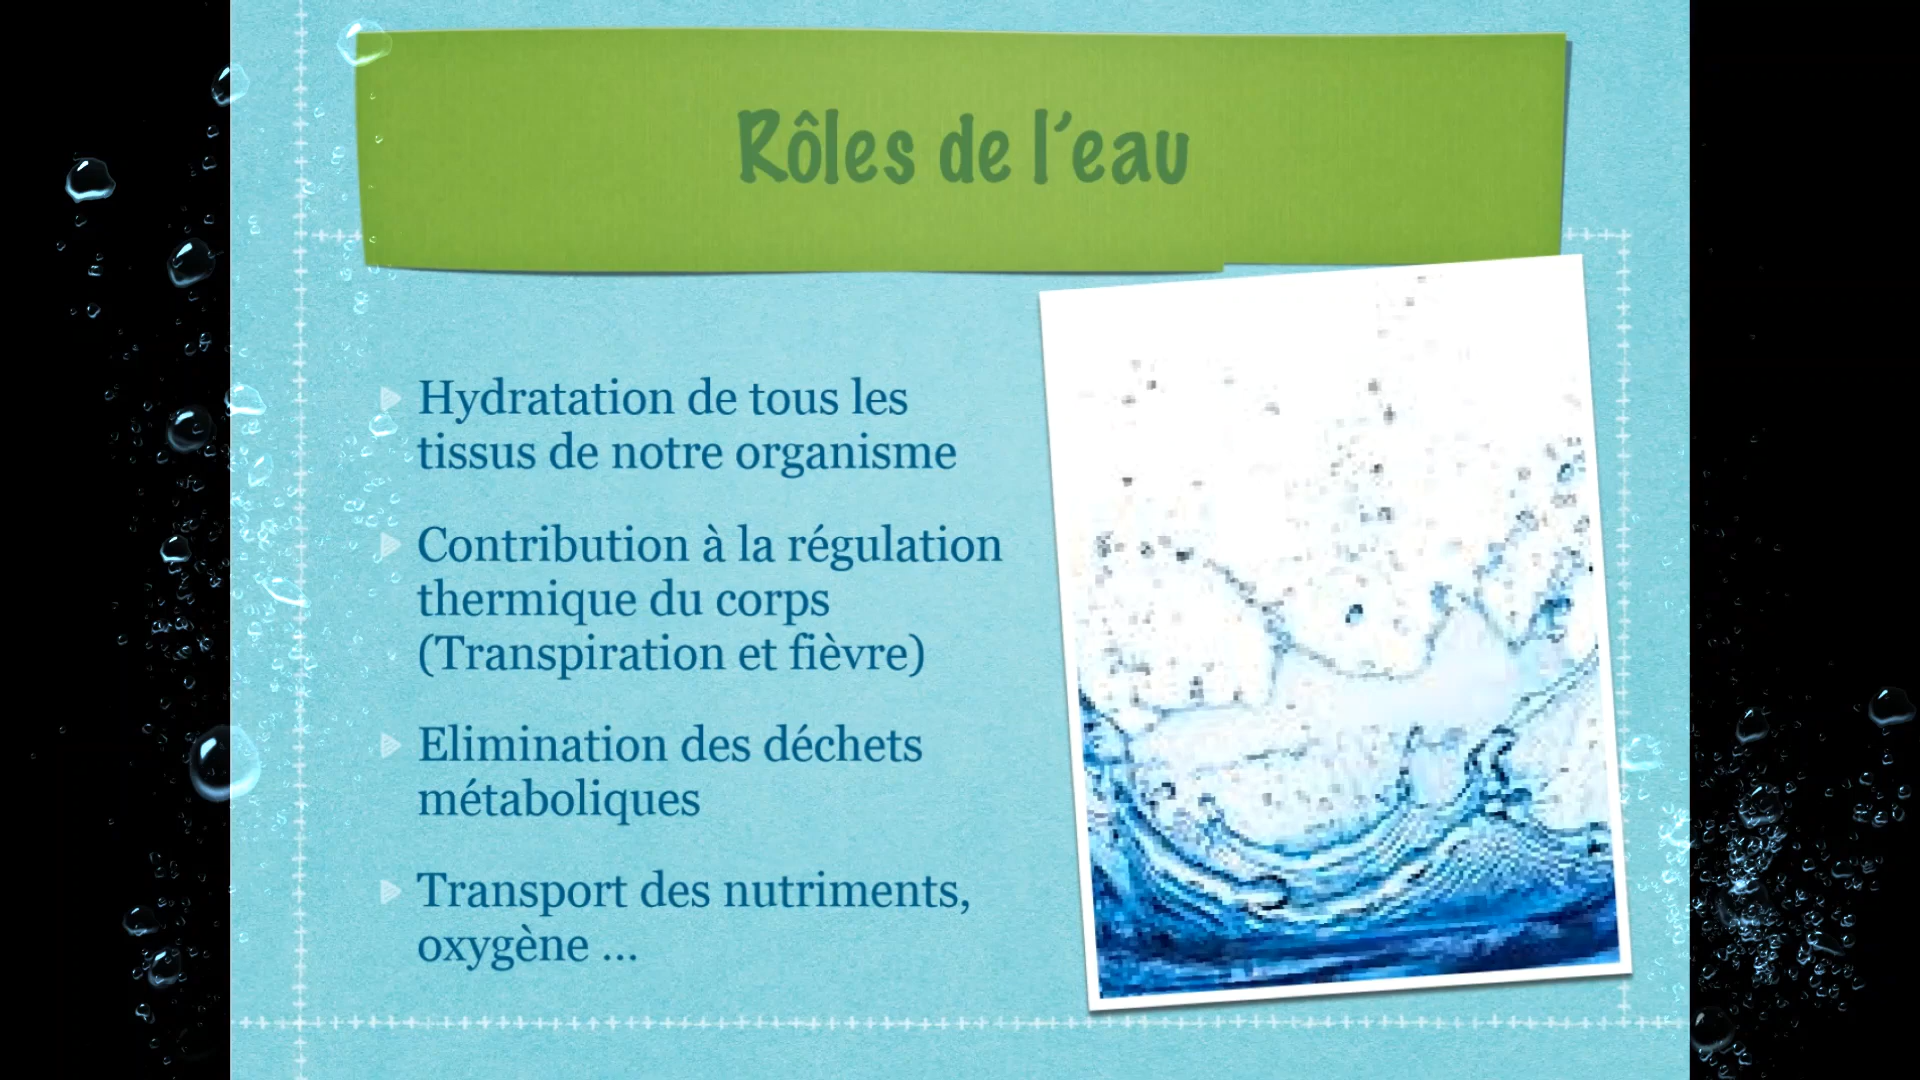 Rôles de l’eau
Hydratation de tous les
tissus de notre organisme
Contribution à la régulation
thermique du corps
(Transpiration et fièvre)
Elimination des déchets
métaboliques
Transport des nutriments,
oxygène ...